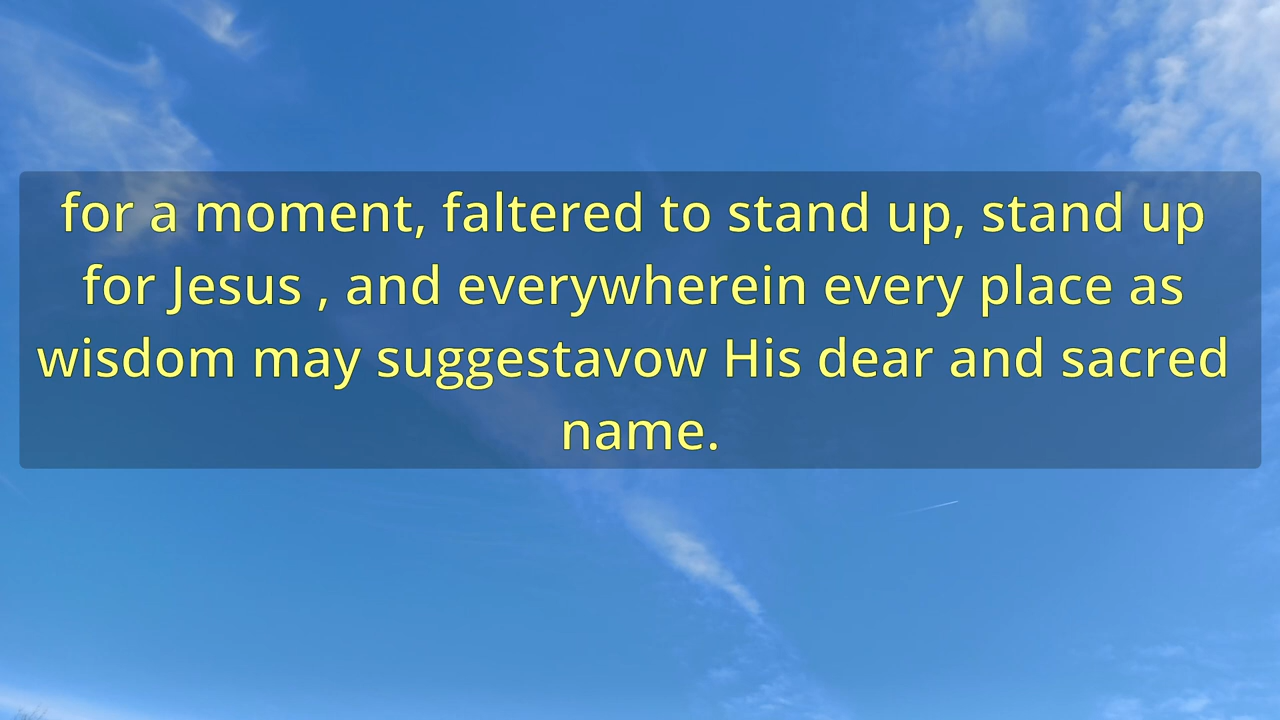 for a moment, faltered to stand up, stand up
for Jesus , and everywherein every place as
wisdom may suggestavow His dear and sacred
name.